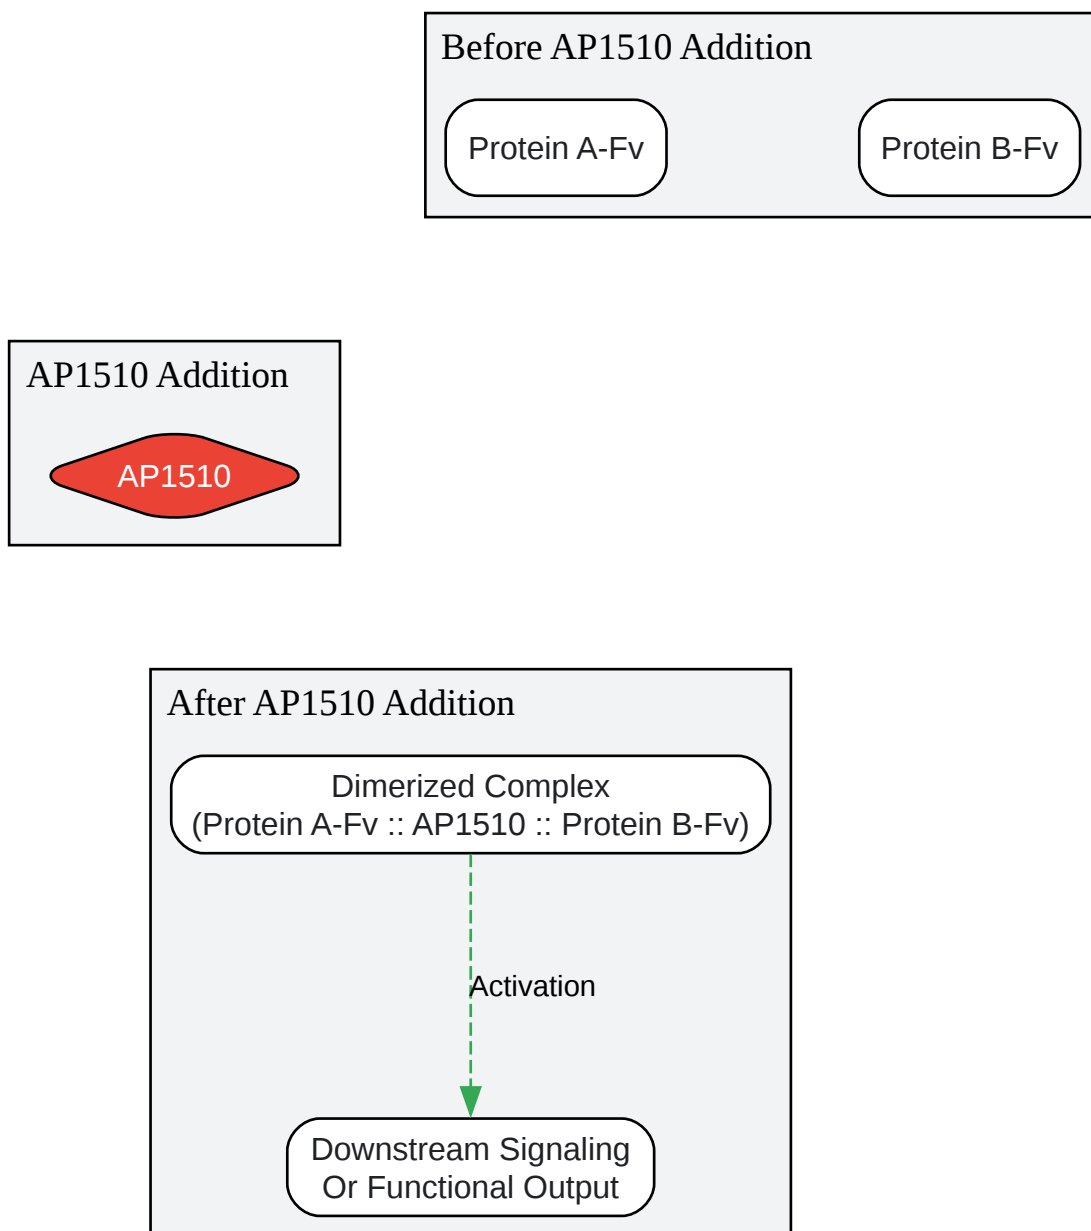 Before AP1510 Addition
Protein A-Fv
Protein B-Fv
AP1510 Addition
AP1510
After AP1510 Addition
Dimerized Complex
(Protein A-Fv :: AP1510 :: Protein B-Fv)
Activation
Downstream Signaling
Or Functional Output